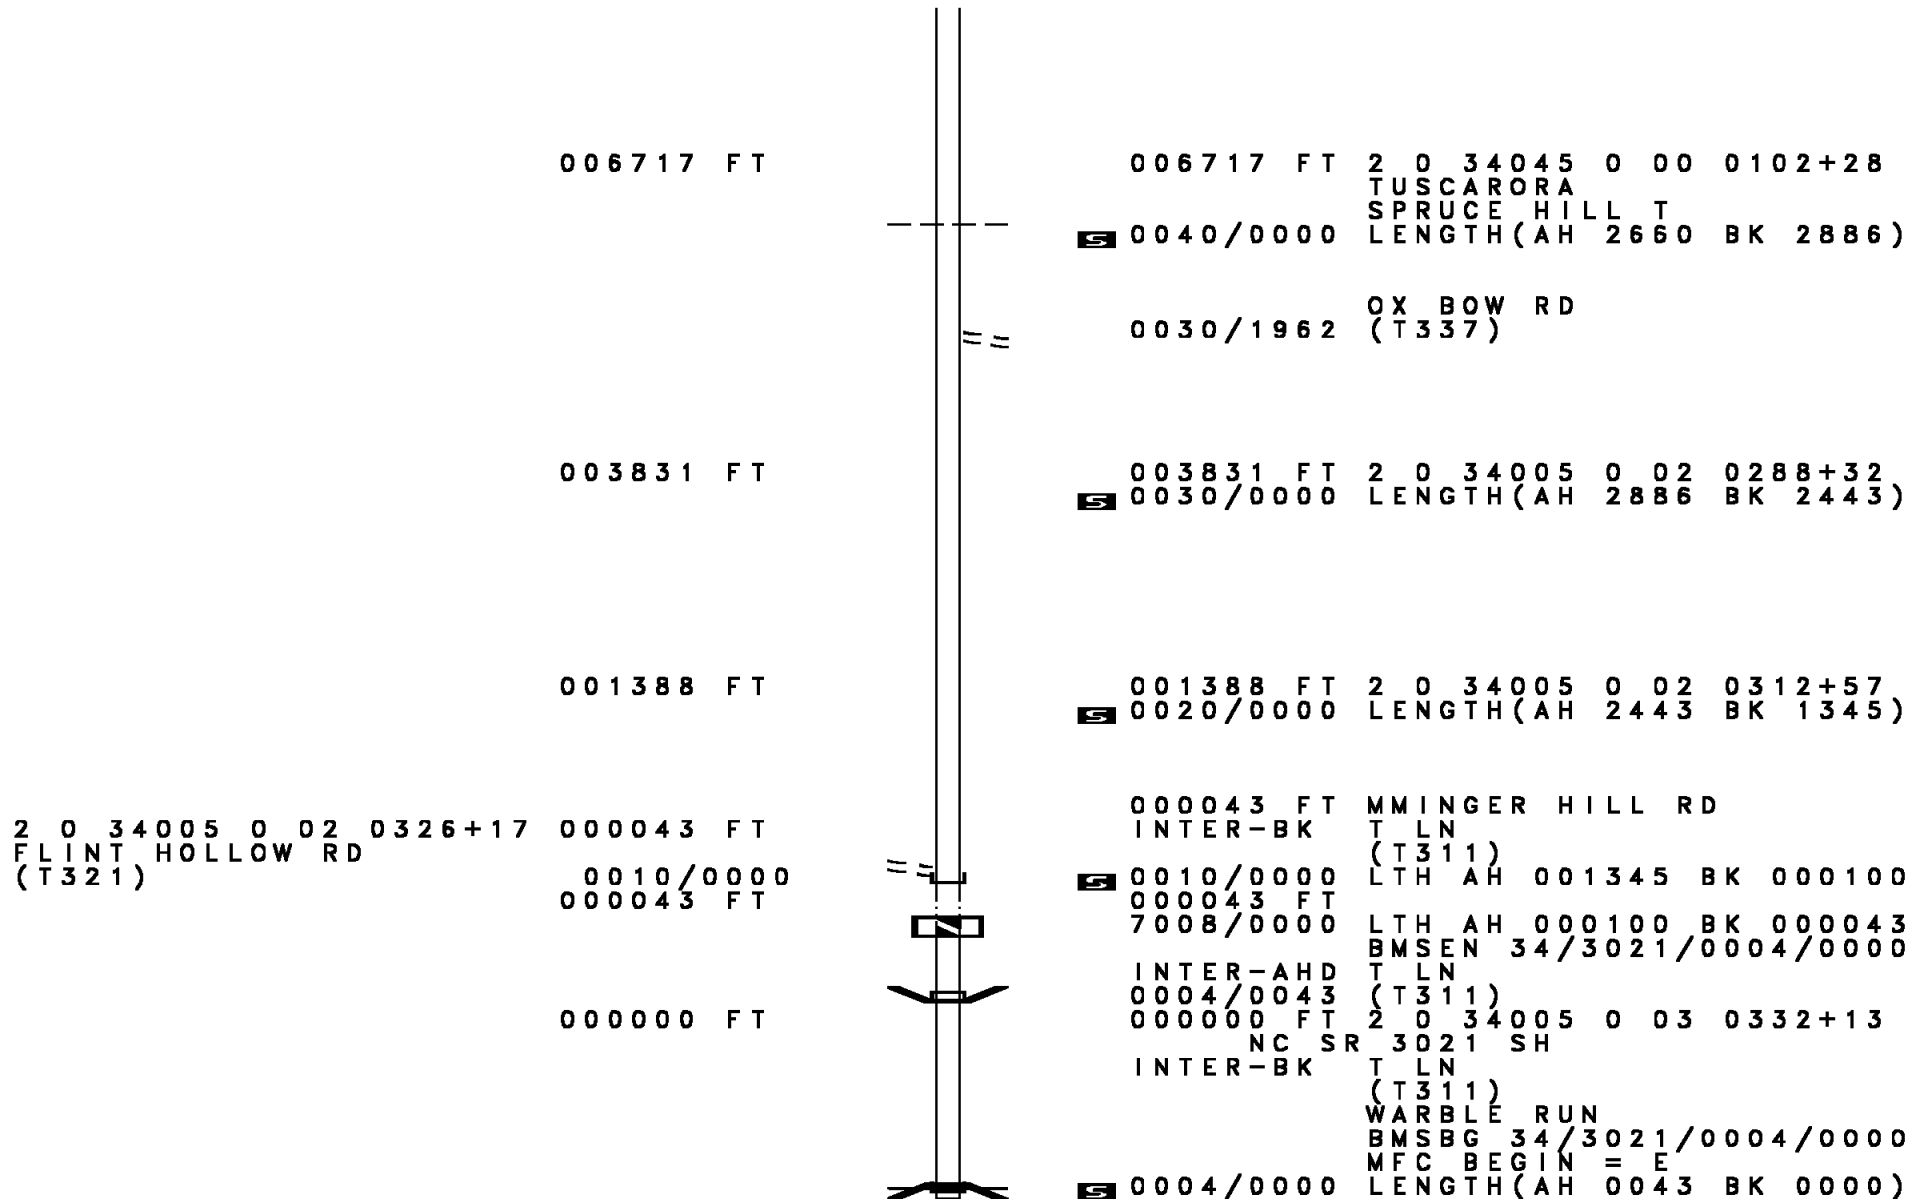 006717 FT 006717 FT 2 0 34045 0 00 0102+28
TUSCARORA
SPRUCE HILL T
S 0040/0000 LENGTH(AH 2660 BK 2886)
OX BOW RD
0030/1962 (T337)
003831 FT 003831 FT 2 0 34005 0 02 0288+32
S 0030/0000 LENGTH(AH 2886 BK 2443)
001388 FT 001388 FT 2 0 34005 0 02 0312+57
S 0020/0000 LENGTH(AH 2443 BK 1345)
000043 FT MMINGER HILL RD
2 0 34005 0 02 0326+17 000043 FT INTER-BK T LN
FLINT HOLLOW RD (T311)
(T321) 0010/0000 S 0010/0000 LTH AH 001345 BK 000100
000043 FT 000043 FT
7008/0000 LTH AH 000100 BK 000043
BMSEN 34/3021/0004/0000
INTER-AHD T LN
0004/0043 (T311)
000000 FT 000000 FT 2 0 34005 0 03 0332+13
NC SR 3021 SH
INTER-BK T LN
(T311)
WARBLE RUN
BMSBG 34/3021/0004/0000
MFC BEGIN = E
S 0004/0000 LENGTH(AH 0043 BK 0000)